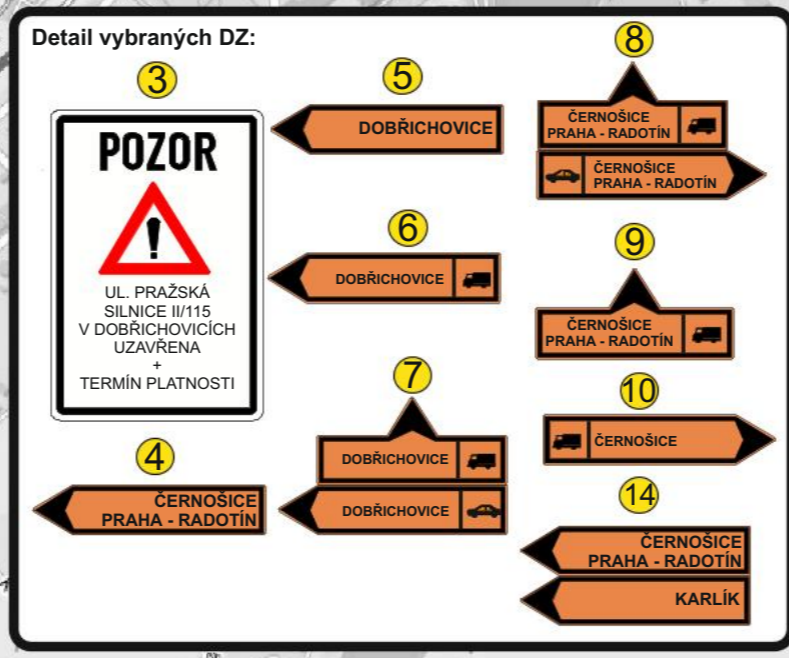 Detail vybraných DZ:
3
POZOR
!
UL. PRAŽSKÁ
SILNICE II/115
V DOBŘICHOVICÍCH
UZAVŘENA
+
TERMÍN PLATNOSTI
4
ČERNOŠICE
PRAHA - RADOTÍN
5
DOBŘICHOVICE
6
DOBŘICHOVICE
7
DOBŘICHOVICE
DOBŘICHOVICE
8
ČERNOŠICE
PRAHA - RADOTÍN
ČERNOŠICE
PRAHA - RADOTÍN
9
ČERNOŠICE
PRAHA - RADOTÍN
10
ČERNOŠICE
14
ČERNOŠICE
PRAHA - RADOTÍN
KARLÍK